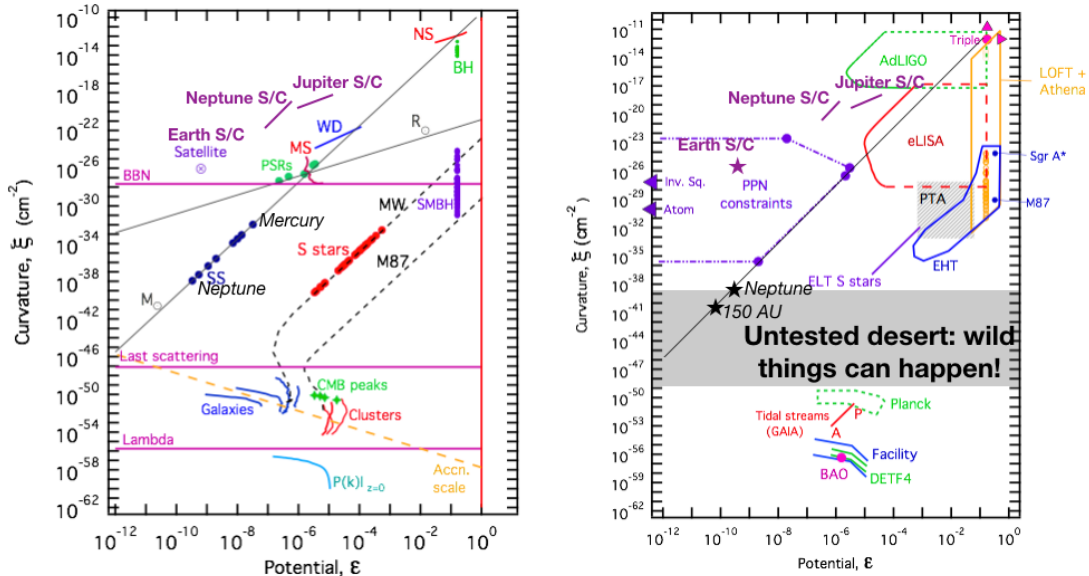 10^-10
10^-14
10^-18
10^-22
10^-26
10^-30
10^-34
10^-38
10^-42
10^-46
10^-50
10^-54
10^-58
10^-62
Curvature, ξ (cm^-2)
NS
BH
Jupiter S/C
Neptune S/C
WD
R
Earth S/C
Satellite
MS
PSRs
BBN
MW
SMBH
Mercury
S stars
M87
SS
Neptune
M
Last scattering
CMB peaks
Galaxies
Clusters
Lambda
Accn.
scale
P(k)|z=0
10^-12
10^-10
10^-8
10^-6
10^-4
10^-2
10^0
Potential, ε
10^-11
10^-14
10^-17
10^-20
10^-23
10^-26
10^-29
10^-32
10^-35
10^-38
10^-41
10^-47
10^-50
10^-53
10^-56
10^-59
10^-62
Curvature, ξ (cm^-2)
Triple
AdLIGO
LOFT +
Athena
Jupiter S/C
Neptune S/C
Earth S/C
eLISA
Sgr A*
PPN
constraints
Inv. Sq.
Atom
PTA
M87
EHT
ELT S stars
Neptune
150 AU
Untested desert: wild
things can happen!
Planck
Tidal streams
(GAIA)
P
A
Facility
BAO
DETF4
10^-12
10^-10
10^-8
10^-6
10^-4
10^-2
10^0
Potential, ε